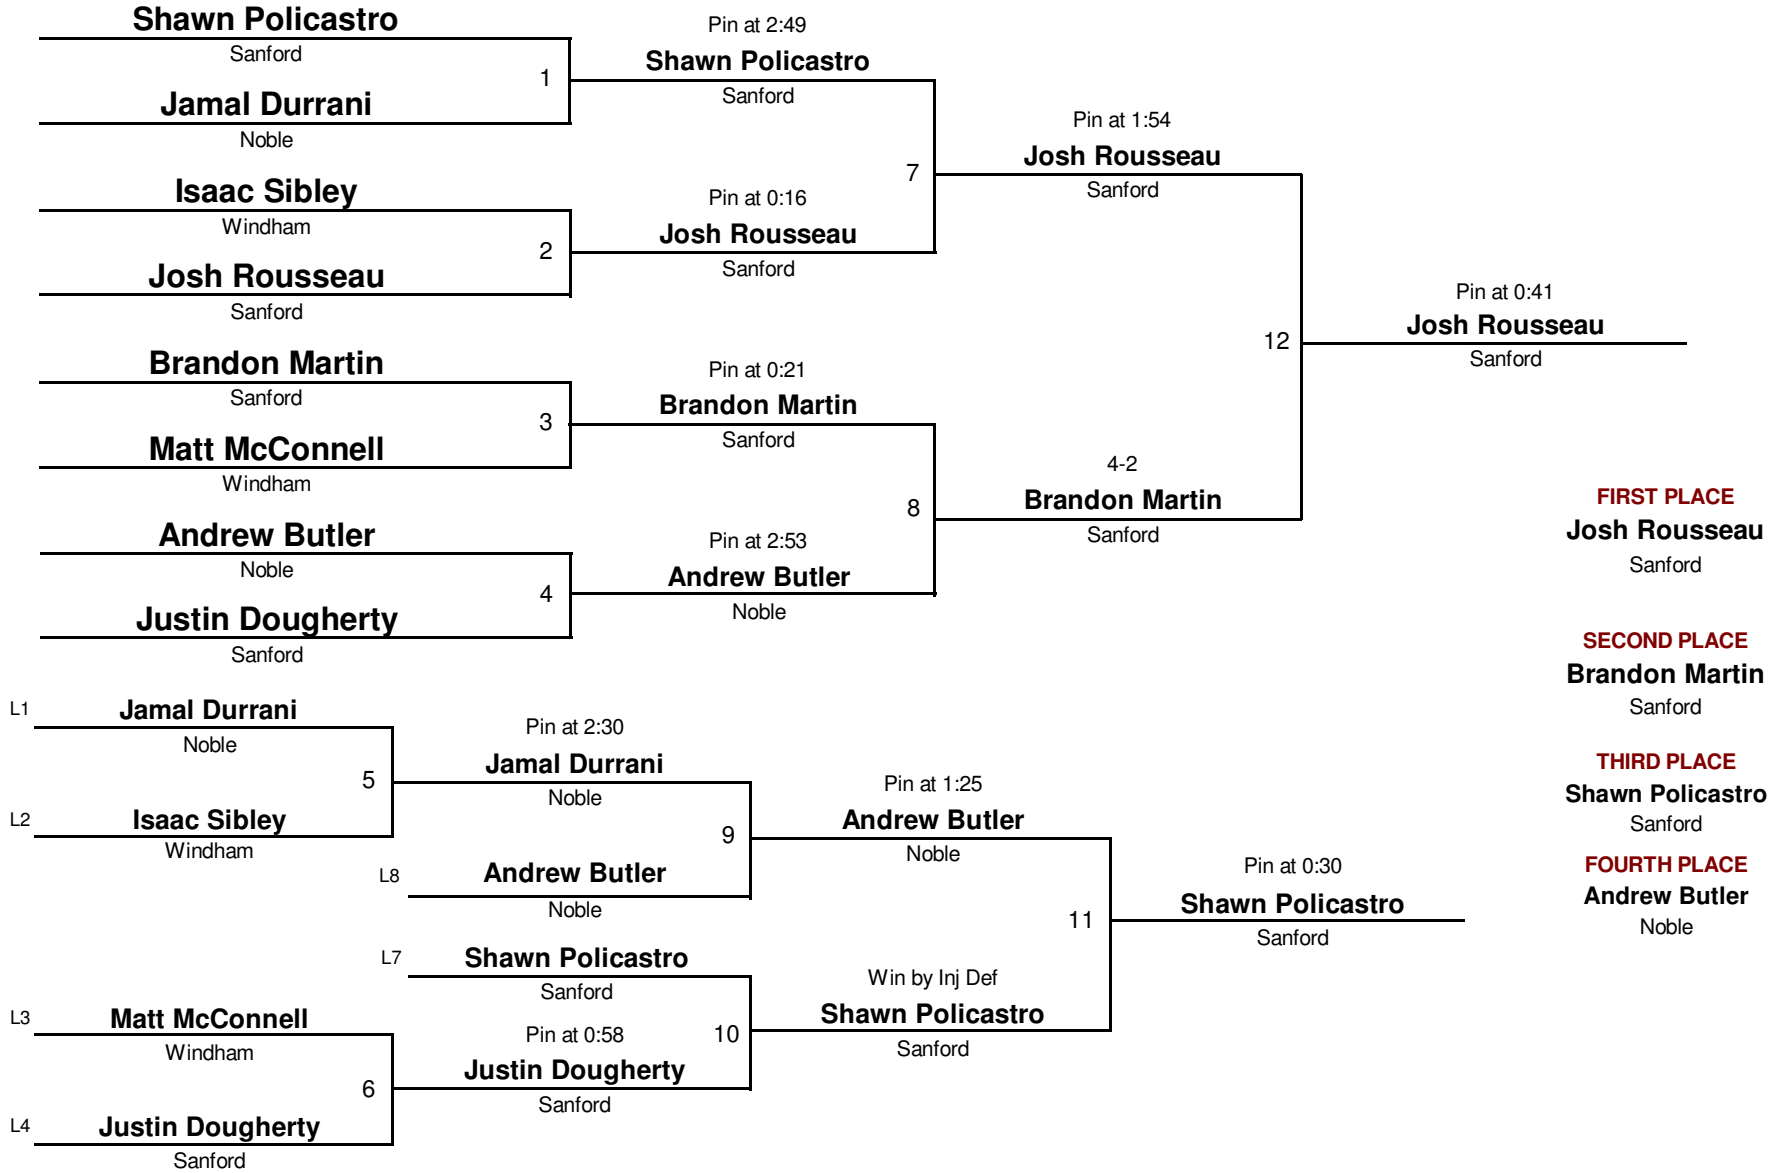 Shawn Policastro
Sanford
1
Jamal Durrani
Noble
Pin at 2:49
Shawn Policastro
Sanford
Isaac Sibley
Windham
2
Josh Rousseau
Sanford
Pin at 0:16
Josh Rousseau
Sanford
7
Pin at 1:54
Josh Rousseau
Sanford
Brandon Martin
Sanford
3
Matt McConnell
Windham
Pin at 0:21
Brandon Martin
Sanford
Andrew Butler
Noble
4
Justin Dougherty
Sanford
Pin at 2:53
Andrew Butler
Noble
8
4-2
Brandon Martin
Sanford
12
Pin at 0:41
Josh Rousseau
Sanford
FIRST PLACE
Josh Rousseau
Sanford
SECOND PLACE
Brandon Martin
Sanford
THIRD PLACE
Shawn Policastro
Sanford
FOURTH PLACE
Andrew Butler
Noble
L1
Jamal Durrani
Noble
5
L2
Isaac Sibley
Windham
Pin at 2:30
Jamal Durrani
Noble
9
L8
Andrew Butler
Noble
Pin at 1:25
Andrew Butler
Noble
L7
Shawn Policastro
Sanford
10
L3
Matt McConnell
Windham
6
L4
Justin Dougherty
Sanford
Pin at 0:58
Justin Dougherty
Sanford
Win by Inj Def
Shawn Policastro
Sanford
11
Pin at 0:30
Shawn Policastro
Sanford